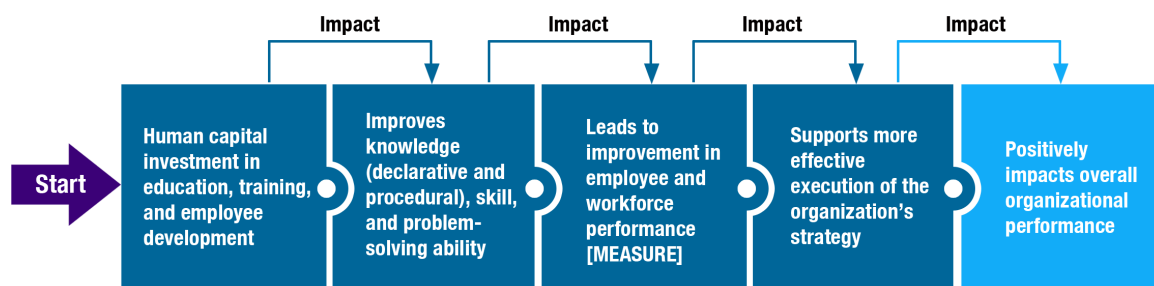 Impact
Impact
Impact
Impact
Start
Human capital
investment in
education, training,
and employee
development
Improves
knowledge
(declarative and
procedural), skill,
and problem-
solving ability
Leads to
improvement in
employee and
workforce
performance
[MEASURE]
Supports more
effective
execution of the
organization's
strategy
Positively
impacts overall
organizational
performance